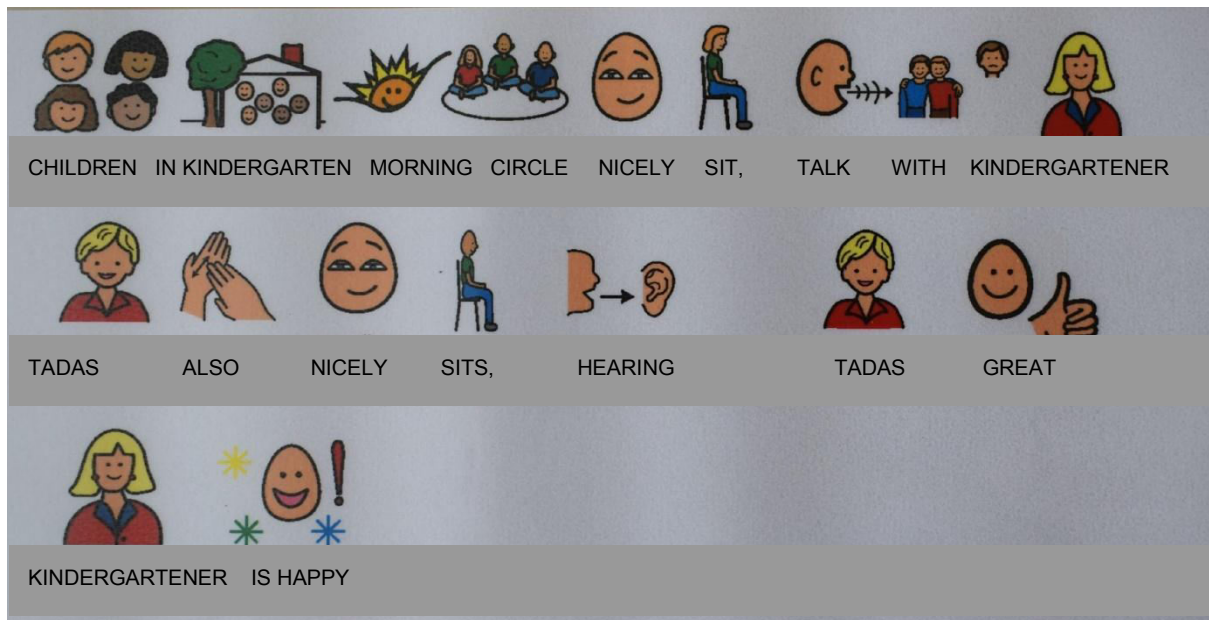 CHILDREN IN KINDERGARTEN MORNING CIRCLE NICELY SIT, TALK WITH KINDERGARTENER
TADAS ALSO NICELY SITS, HEARING TADAS GREAT
KINDERGARTENER IS HAPPY